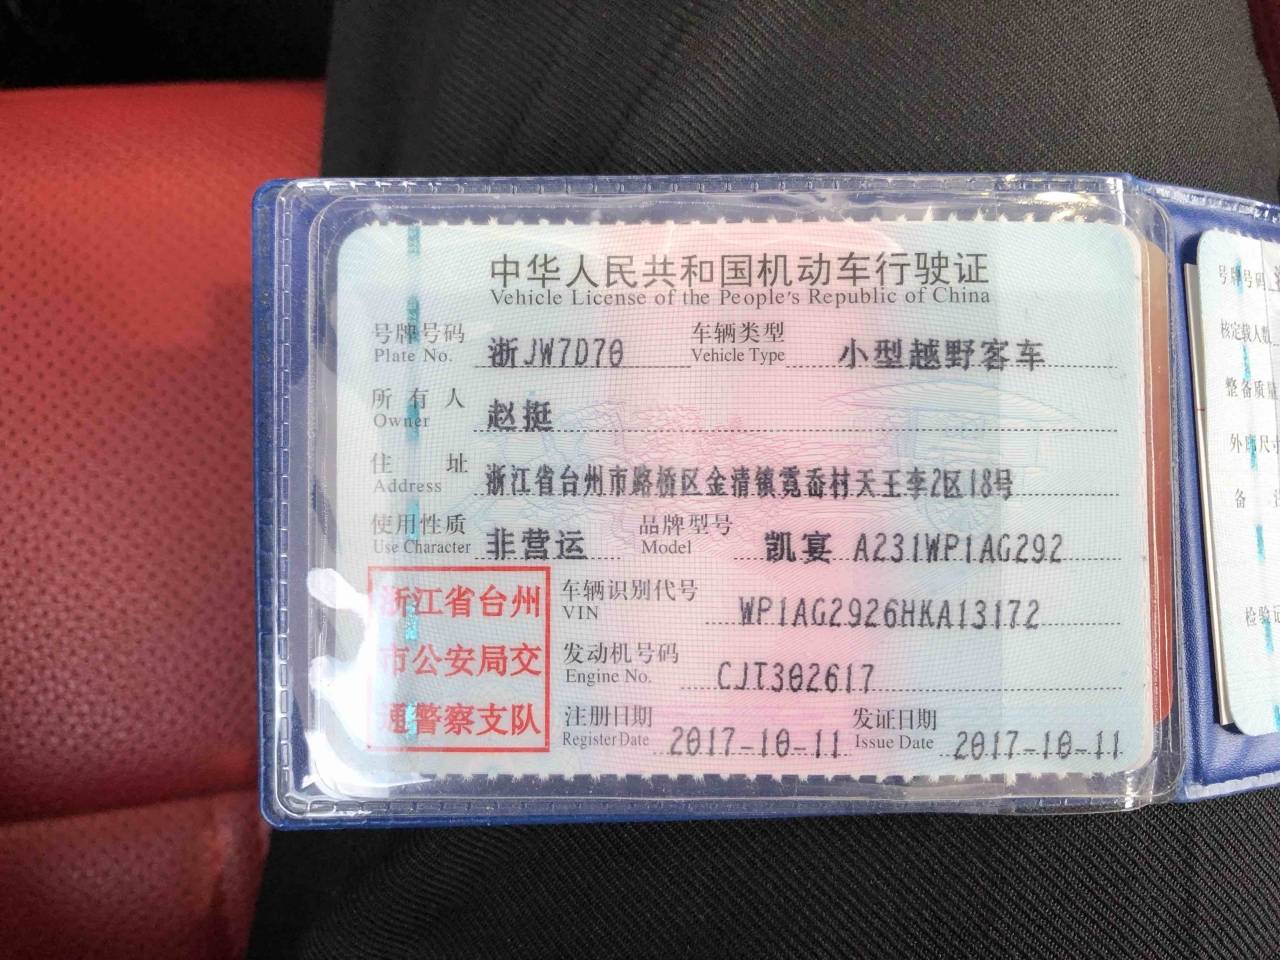 中华人民共和国机动车行驶证
Vehicle License of the People's Republic of China
号牌号码 浙JW7D70 车辆类型 小型越野客车
Plate No. Vehicle Type
所有人 赵挺
Owner
住址 浙江省台州市路桥区金清镇霓岙村天王李2区18号
Address
使用性质 非营运 品牌型号 凯宴 A231WP1AG292
Use Character Model
浙江省台州
市公安局交
通警察支队
车辆识别代号 WP1AG2926HKA13172
VIN
发动机号码 CJT302617
Engine No.
注册日期 2017-10-11 发证日期 2017-10-11
Register Date Issue Date
号牌号码
核定载人数
整备质量
外廓尺寸
备
检验记